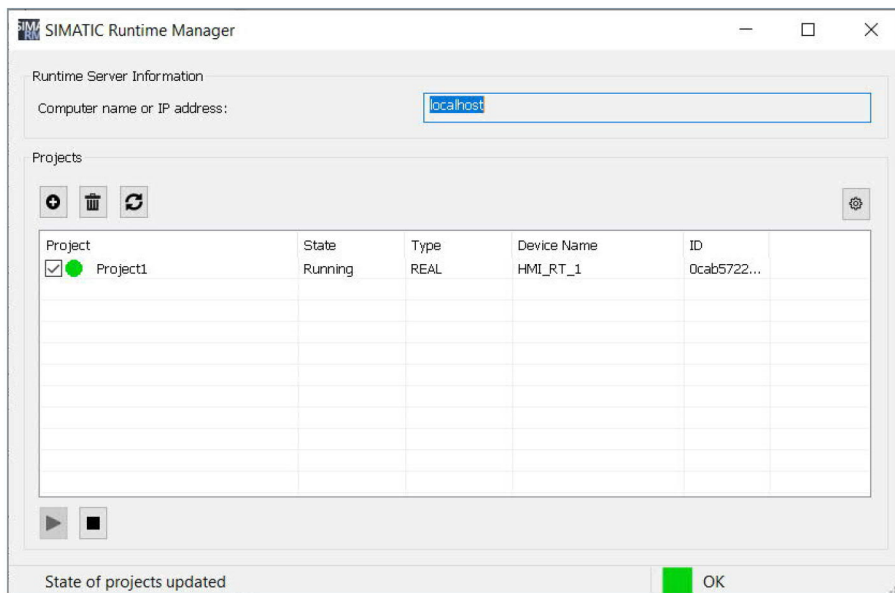 SIMATIC Runtime Manager
Runtime Server Information
Computer name or IP address:
localhost
Projects
Project State Type Device Name ID
Project1 Running REAL HMI_RT_1 0cab5722...
State of projects updated
OK